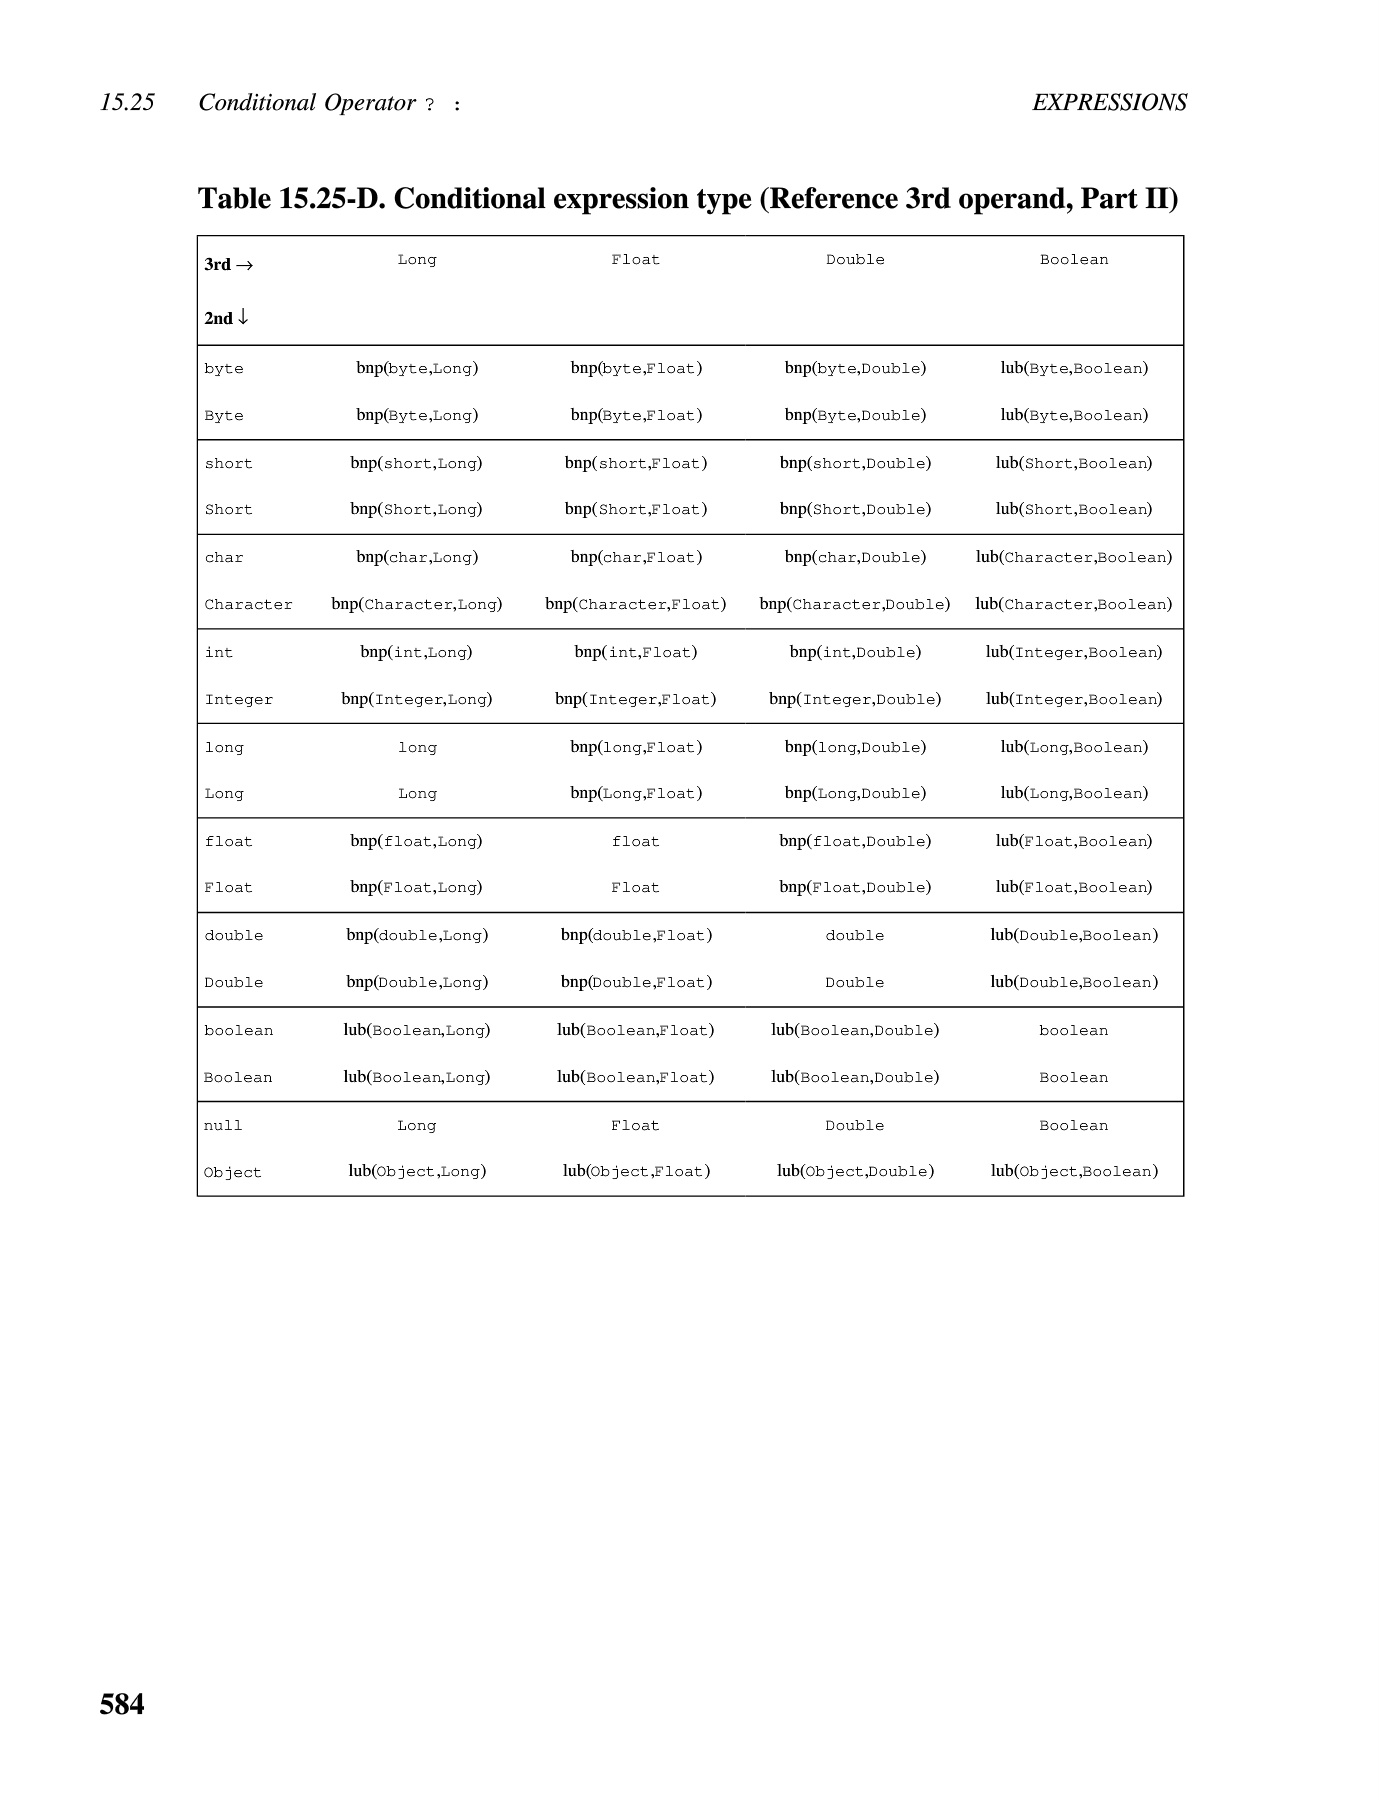 15.25 Conditional Operator ? : EXPRESSIONS
Table 15.25-D. Conditional expression type (Reference 3rd operand, Part II)
3rd → Long Float Double Boolean
2nd ↓
byte bnp(byte,Long) bnp(byte,Float) bnp(byte,Double) lub(Byte,Boolean)
Byte bnp(Byte,Long) bnp(Byte,Float) bnp(Byte,Double) lub(Byte,Boolean)
short bnp(short,Long) bnp(short,Float) bnp(short,Double) lub(Short,Boolean)
Short bnp(Short,Long) bnp(Short,Float) bnp(Short,Double) lub(Short,Boolean)
char bnp(char,Long) bnp(char,Float) bnp(char,Double) lub(Character,Boolean)
Character bnp(Character,Long) bnp(Character,Float) bnp(Character,Double) lub(Character,Boolean)
int bnp(int,Long) bnp(int,Float) bnp(int,Double) lub(Integer,Boolean)
Integer bnp(Integer,Long) bnp(Integer,Float) bnp(Integer,Double) lub(Integer,Boolean)
long long bnp(long,Float) bnp(long,Double) lub(Long,Boolean)
Long Long bnp(Long,Float) bnp(Long,Double) lub(Long,Boolean)
float bnp(float,Long) float bnp(float,Double) lub(Float,Boolean)
Float bnp(Float,Long) Float bnp(Float,Double) lub(Float,Boolean)
double bnp(double,Long) bnp(double,Float) double lub(Double,Boolean)
Double bnp(Double,Long) bnp(Double,Float) Double lub(Double,Boolean)
boolean lub(Boolean,Long) lub(Boolean,Float) lub(Boolean,Double) boolean
Boolean lub(Boolean,Long) lub(Boolean,Float) lub(Boolean,Double) Boolean
null Long Float Double Boolean
Object lub(Object,Long) lub(Object,Float) lub(Object,Double) lub(Object,Boolean)
584